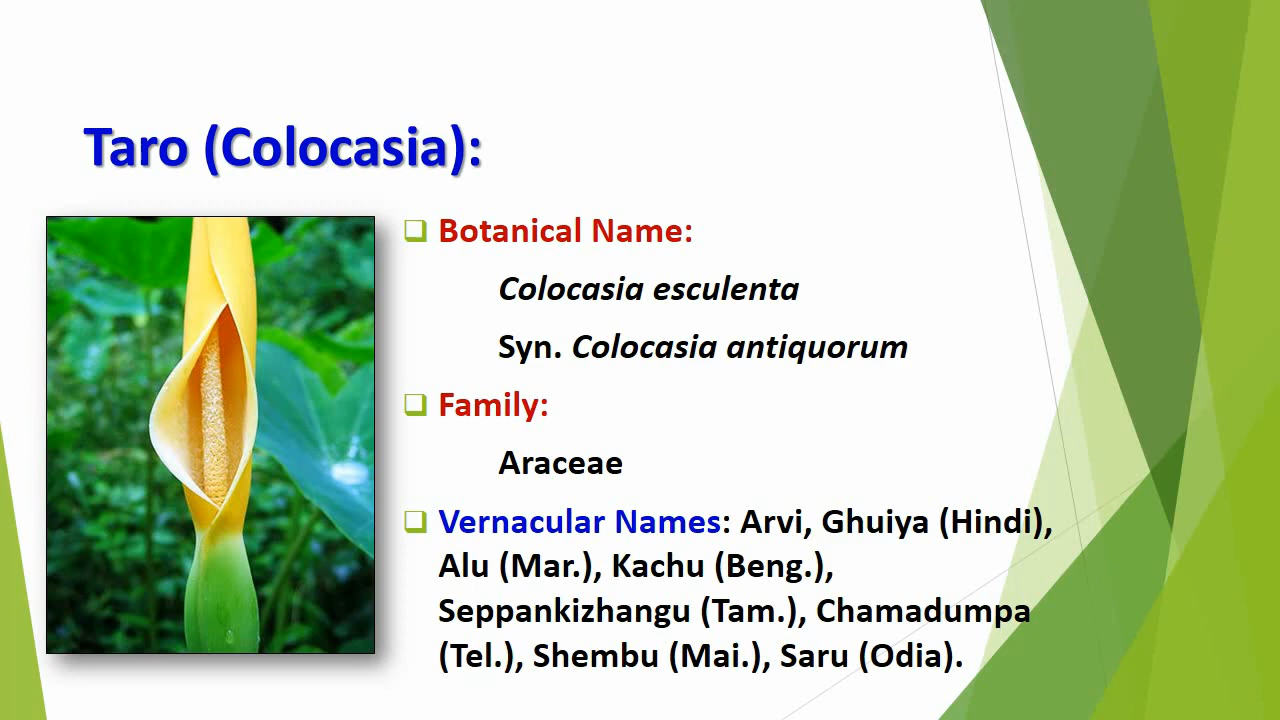 Taro (Colocasia):
Botanical Name:
Colocasia esculenta
Syn. Colocasia antiquorum
Family:
Araceae
Vernacular Names: Arvi, Ghuiya (Hindi),
Alu (Mar.), Kachu (Beng.),
Seppankizhangu (Tam.), Chamadumpa
(Tel.), Shembu (Mai.), Saru (Odia).